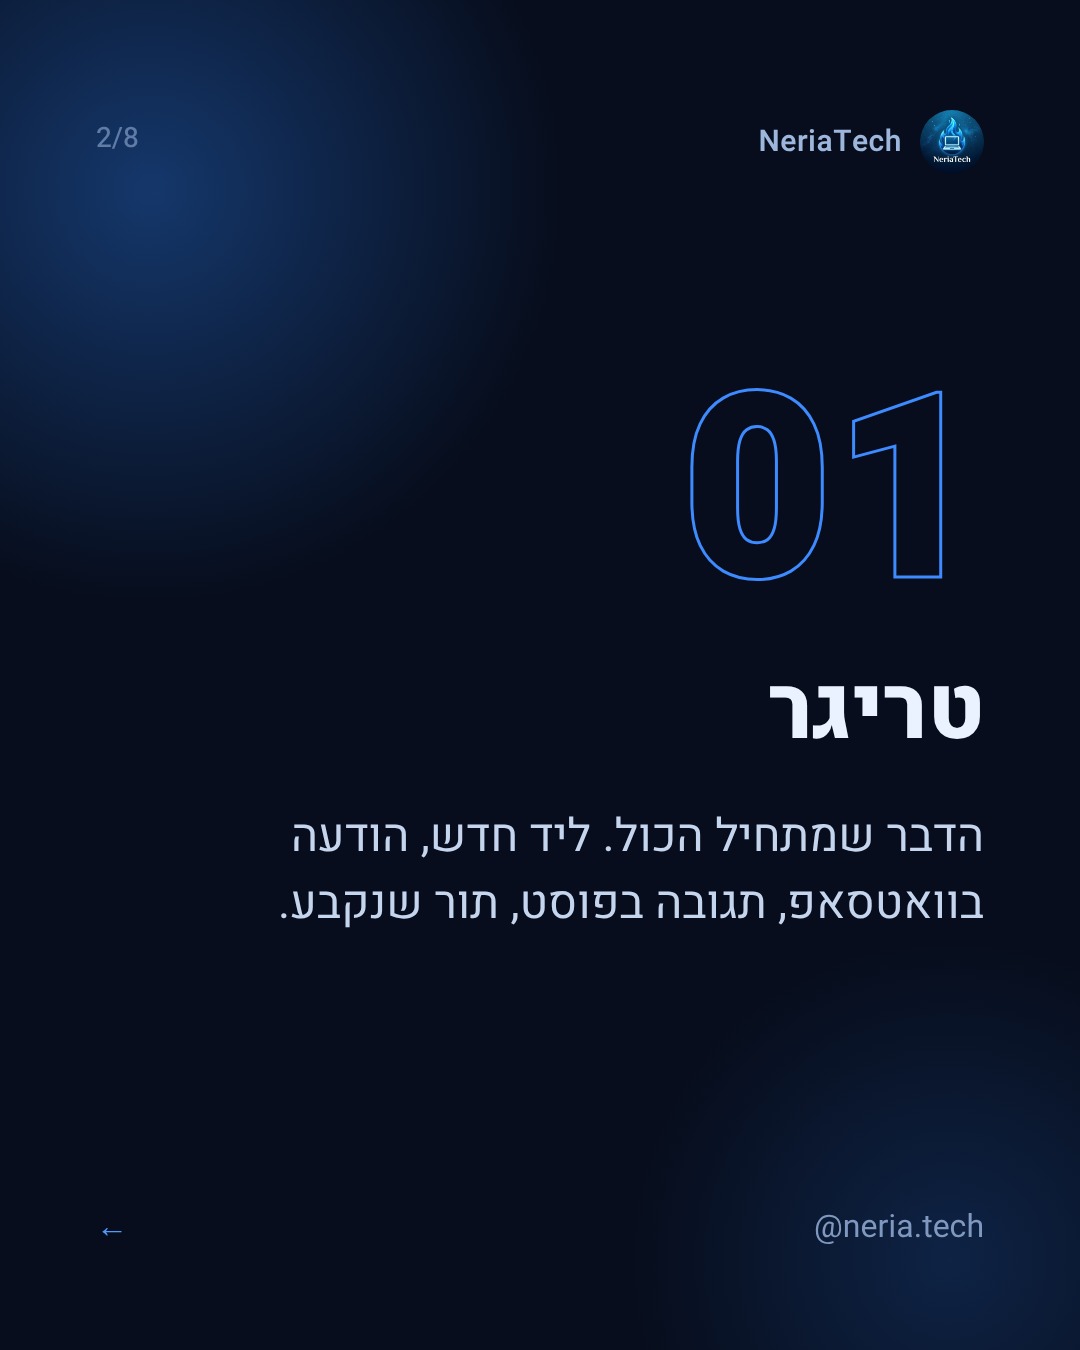 2/8
NeriaTech
NeriaTech
01
טריגר
הדבר שמתחיל הכול. ליד חדש, הודעה
בוואטסאפ, תגובה בפוסט, תור שנקבע.
←
@neria.tech